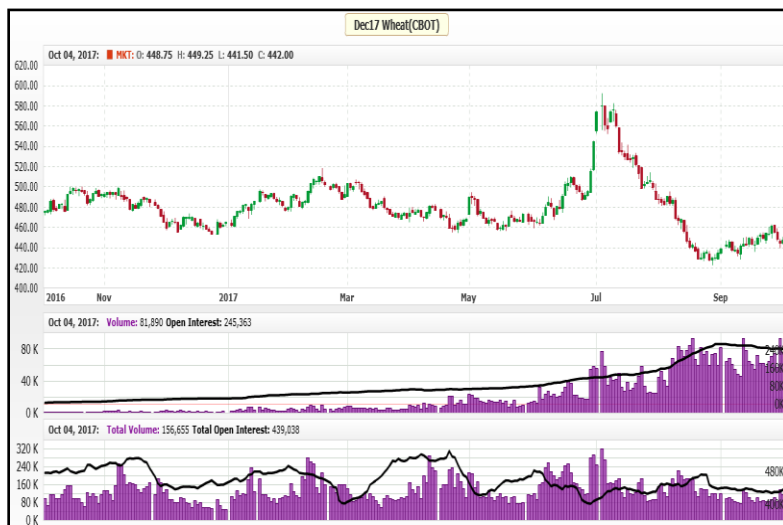 Dec17 Wheat(CBOT)
Oct 04, 2017: MKT: O: 448.75 H: 449.25 L: 441.50 C: 442.00
620.00
600.00
580.00
560.00
540.00
520.00
500.00
480.00
460.00
440.00
420.00
400.00
2016 Nov 2017 Mar May Jul Sep
Oct 04, 2017: Volume: 81,890 Open Interest: 245,363
80 K
40 K
0 K
240K
166K
80K
0K
Oct 04, 2017: Total Volume: 156,655 Total Open Interest: 439,038
320 K
240 K
160 K
80 K
0 K
480K